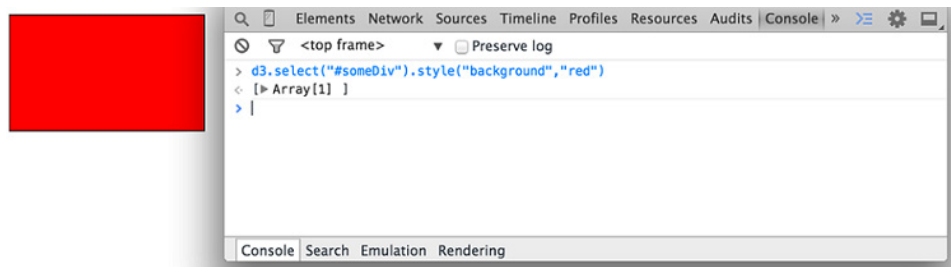 Elements Network Sources Timeline Profiles Resources Audits Console »
<top frame> ▼ Preserve log
> d3.select("#someDiv").style("background","red")
[▶ Array[1] ]
>
Console Search Emulation Rendering